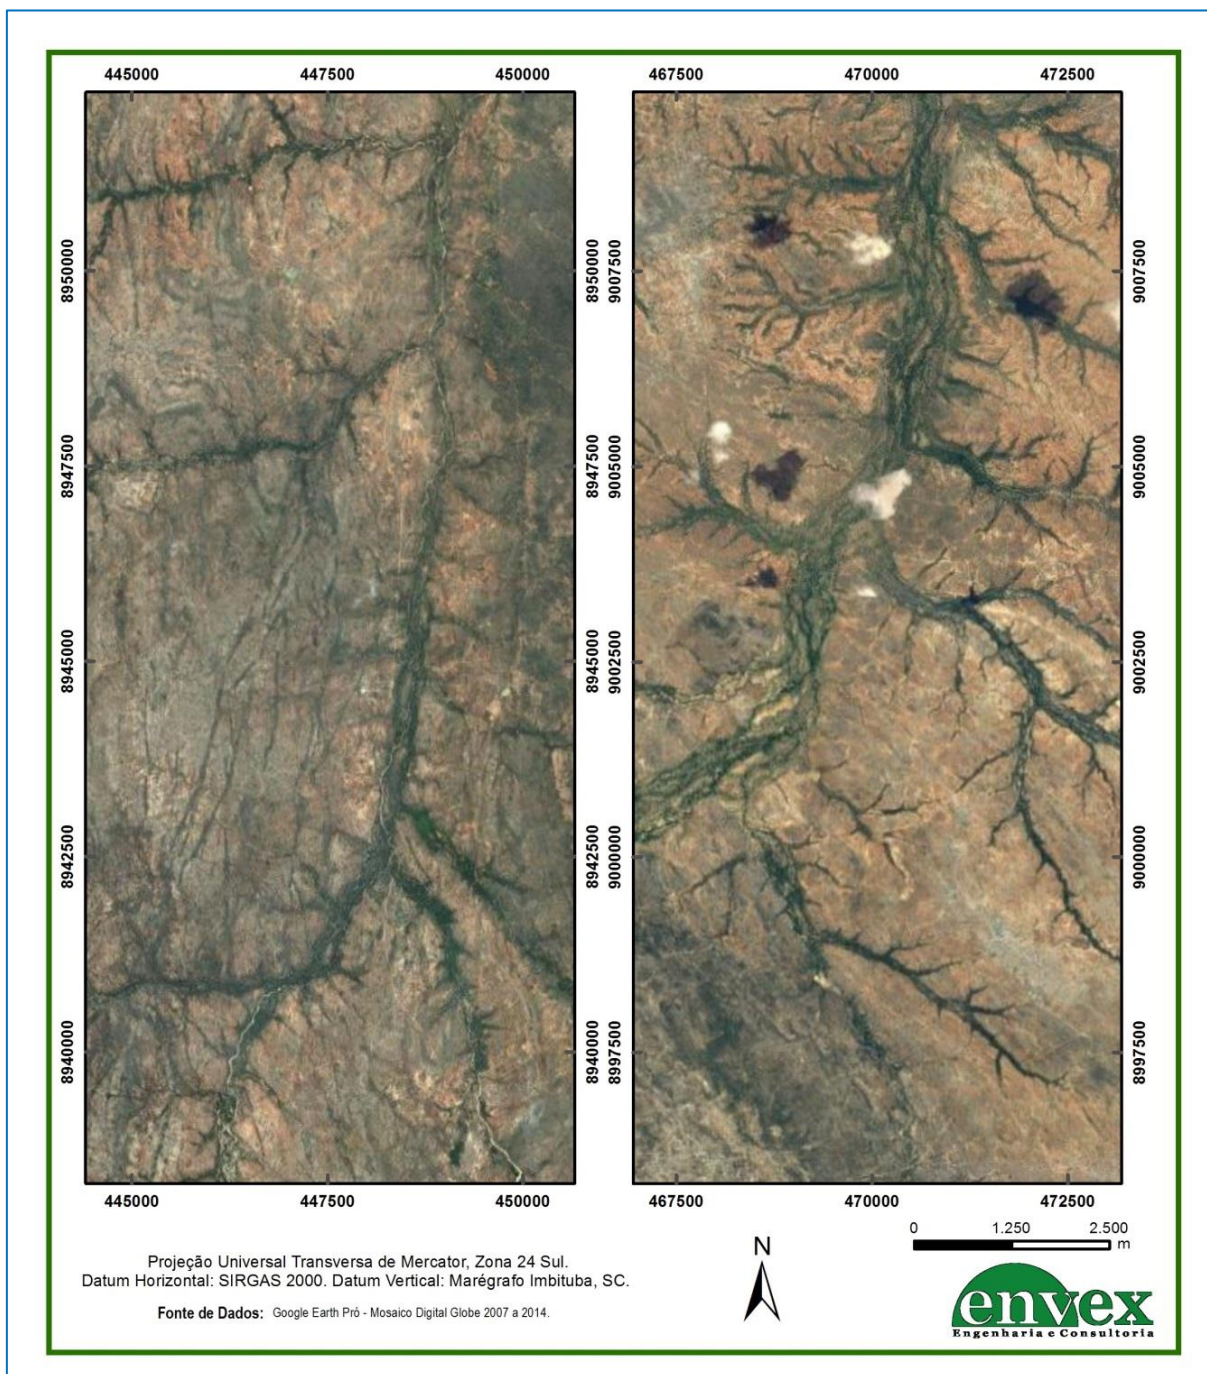 445000 447500 450000 467500 470000 472500
8950000 8950000 9007500 9007500
8947500 8947500 9005000 9005000
8945000 8945000 9002500 9002500
8942500 8942500 9000000 9000000
8940000 8940000 8997500 8997500
445000 447500 450000 467500 470000 472500
0 1.250 2.500
m
N
Projeção Universal Transversa de Mercator, Zona 24 Sul.
Datum Horizontal: SIRGAS 2000. Datum Vertical: Marégrafo Imbituba, SC.
Fonte de Dados: Google Earth Pró - Mosaico Digital Globe 2007 a 2014.
envex
Engenharia e Consultoria